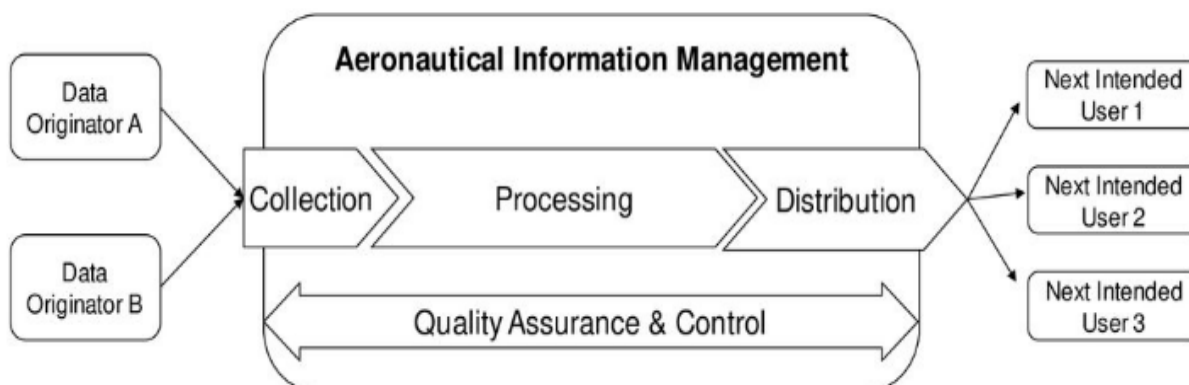 Aeronautical Information Management
Data
Originator A
Data
Originator B
Collection
Processing
Distribution
Quality Assurance & Control
Next Intended
User 1
Next Intended
User 2
Next Intended
User 3